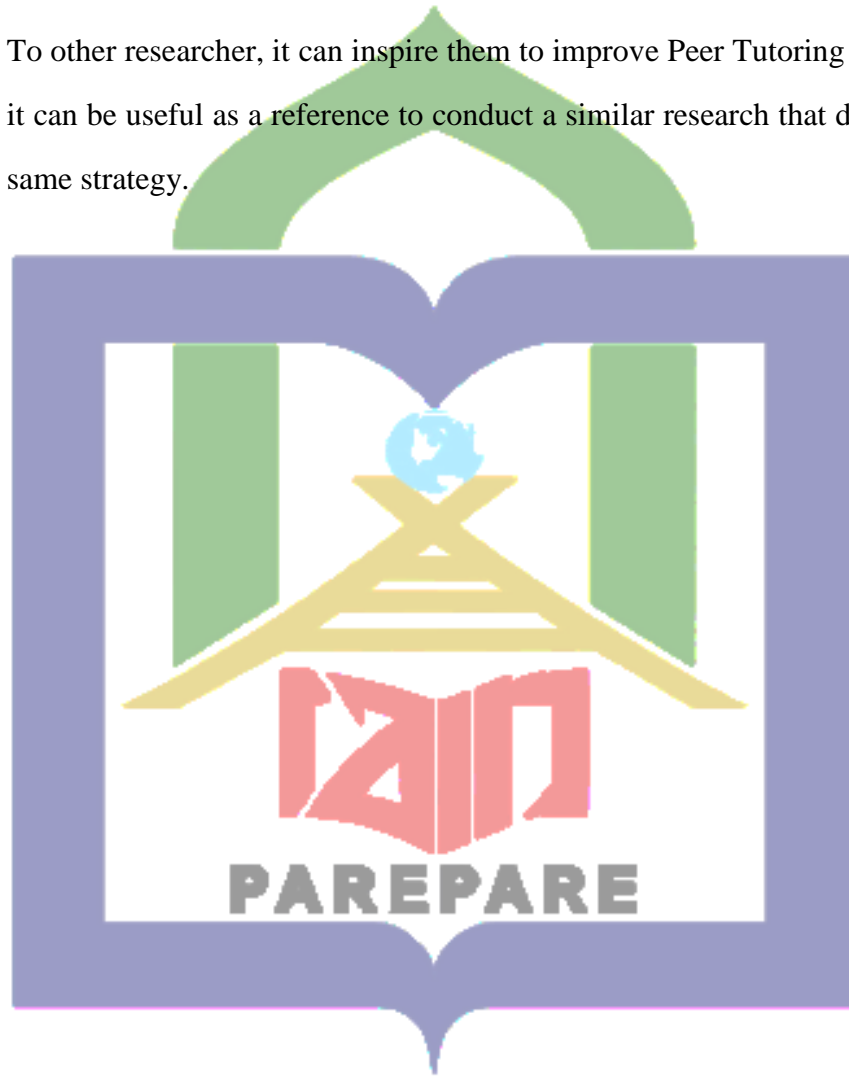 To other researcher, it can inspire them to improve Peer Tutoring
it can be useful as a reference to conduct a similar research that
same strategy.
iain
PAREPARE